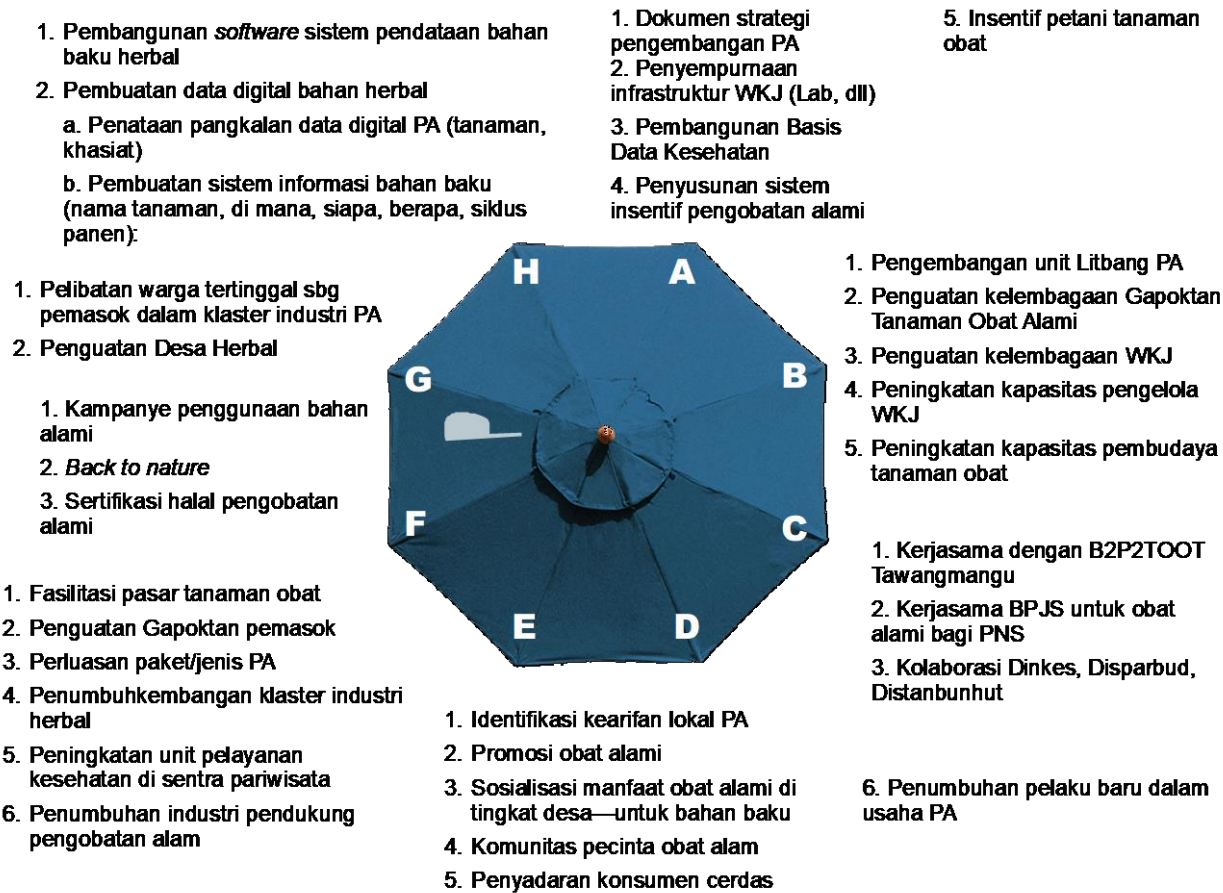 1. Pembangunan software sistem pendataan bahan
baku herbal
2. Pembuatan data digital bahan herbal
a. Penataan pangkalan data digital PA (tanaman,
khasiat)
b. Pembuatan sistem informasi bahan baku
(nama tanaman, di mana, siapa, berapa, siklus
panen):
1. Dokumen strategi
pengembangan PA
2. Penyempurnaan
infrastruktur WKJ (Lab, dll)
3. Pembangunan Basis
Data Kesehatan
4. Penyusunan sistem
insentif pengobatan alami
5. Insentif petani tanaman
obat
H
A
B
C
D
E
F
G
1. Pengembangan unit Litbang PA
2. Penguatan kelembagaan Gapoktan
Tanaman Obat Alami
3. Penguatan kelembagaan WKJ
4. Peningkatan kapasitas pengelola
WKJ
5. Peningkatan kapasitas pembudaya
tanaman obat
1. Kerjasama dengan B2P2TOOT
Tawangmangu
2. Kerjasama BPJS untuk obat
alami bagi PNS
3. Kolaborasi Dinkes, Disparbud,
Distanbunhut
1. Identifikasi kearifan lokal PA
2. Promosi obat alami
3. Sosialisasi manfaat obat alami di
tingkat desa—untuk bahan baku
4. Komunitas pecinta obat alam
5. Penyadaran konsumen cerdas
6. Penumbuhan pelaku baru dalam
usaha PA
1. Fasilitasi pasar tanaman obat
2. Penguatan Gapoktan pemasok
3. Perluasan paket/jenis PA
4. Penumbuhkembangan klaster industri
herbal
5. Peningkatan unit pelayanan
kesehatan di sentra pariwisata
6. Penumbuhan industri pendukung
pengobatan alam
1. Kampanye penggunaan bahan
alami
2. Back to nature
3. Sertifikasi halal pengobatan
alami
1. Pelibatan warga tertinggal sbg
pemasok dalam klaster industri PA
2. Penguatan Desa Herbal